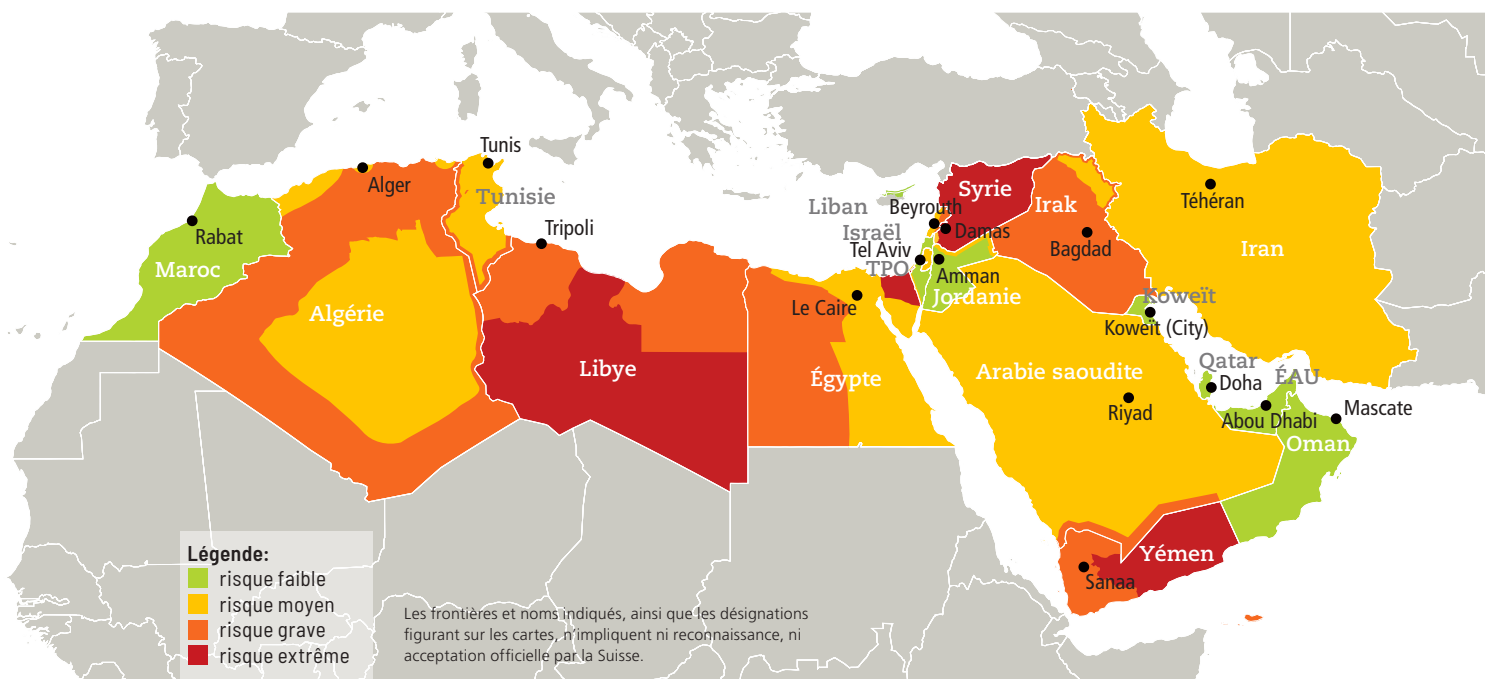 Tunis
Alger
Tunisie
Syrie
Liban
Beyrouth
Irak
Téhéran
Rabat
Tripoli
Israël
Damas
Tel Aviv
Bagdad
Iran
Maroc
TPO
Amman
Jordanie
Koweït
Le Caire
Algérie
Koweït (City)
Qatar
Libye
Égypte
Arabie saoudite
Doha
ÉAU
Riyad
Mascate
Abou Dhabi
Oman
Yémen
Sanaa
Légende:
risque faible
risque moyen
risque grave
risque extrême
Les frontières et noms indiqués, ainsi que les désignations
figurant sur les cartes, n’impliquent ni reconnaissance, ni
acceptation officielle par la Suisse.